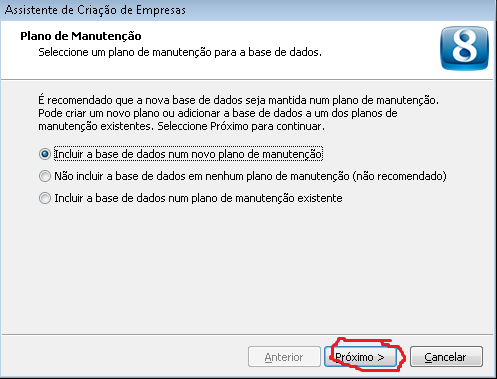 Assistente de Criação de Empresas
Plano de Manutenção
Seleccione um plano de manutenção para a base de dados.
8
É recomendado que a nova base de dados seja mantida num plano de manutenção.
Pode criar um novo plano ou adicionar a base de dados a um dos planos de
manutenção existentes. Seleccione Próximo para continuar.
Incluir a base de dados num novo plano de manutenção
Não incluir a base de dados em nenhum plano de manutenção (não recomendado)
Incluir a base de dados num plano de manutenção existente
Anterior
Próximo >
Cancelar